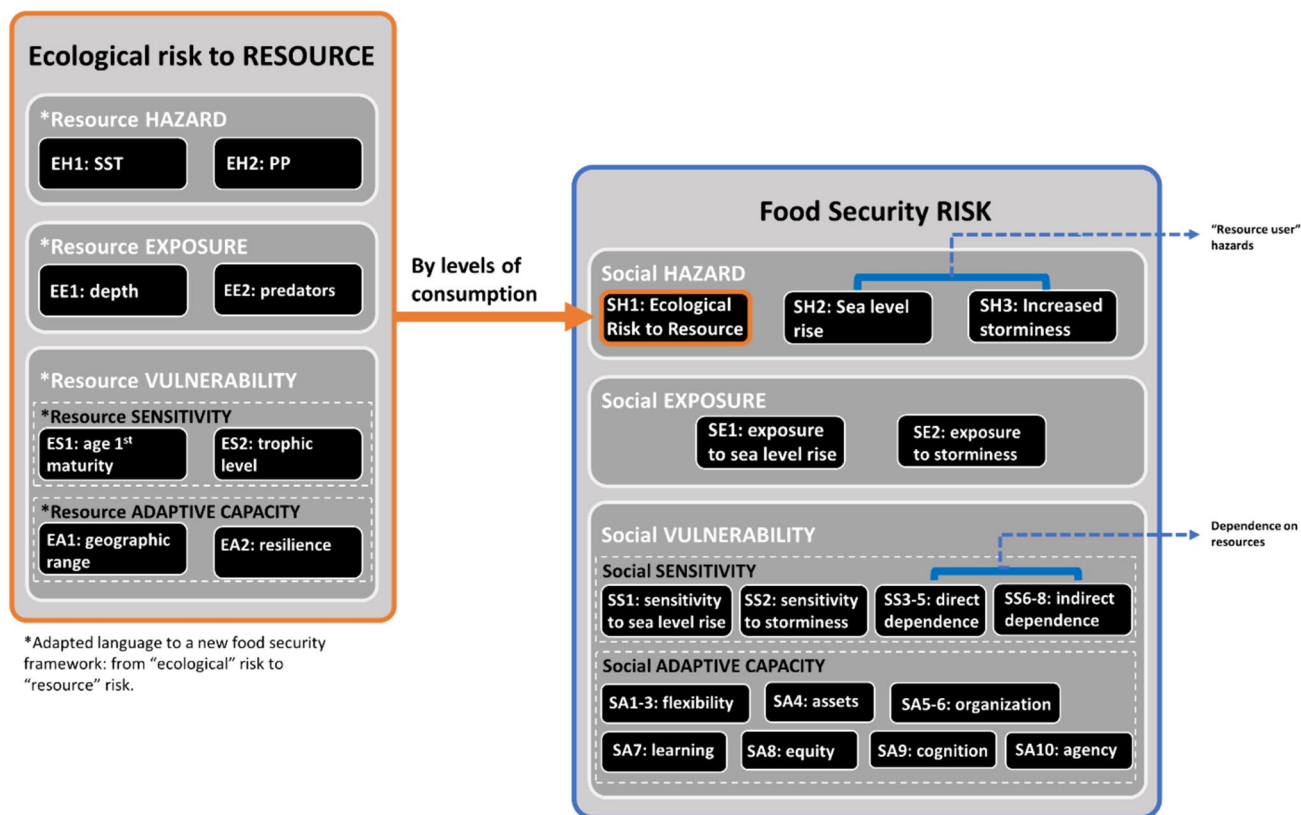 Ecological risk to RESOURCE
*Resource HAZARD
EH1: SST
EH2: PP
*Resource EXPOSURE
EE1: depth
EE2: predators
*Resource VULNERABILITY
*Resource SENSITIVITY
ES1: age 1st
maturity
ES2: trophic
level
*Resource ADAPTIVE CAPACITY
EA1: geographic
range
EA2: resilience
*Adapted language to a new food security
framework: from “ecological” risk to
“resource” risk.
By levels of
consumption
Food Security RISK
Social HAZARD
SH1: Ecological
Risk to Resource
SH2: Sea level
rise
SH3: Increased
storminess
“Resource user”
hazards
Social EXPOSURE
SE1: exposure
to sea level rise
SE2: exposure
to storminess
Social VULNERABILITY
Social SENSITIVITY
SS1: sensitivity
to sea level rise
SS2: sensitivity
to storminess
SS3-5: direct
dependence
SS6-8: indirect
dependence
Dependence on
resources
Social ADAPTIVE CAPACITY
SA1-3: flexibility
SA4: assets
SA5-6: organization
SA7: learning
SA8: equity
SA9: cognition
SA10: agency